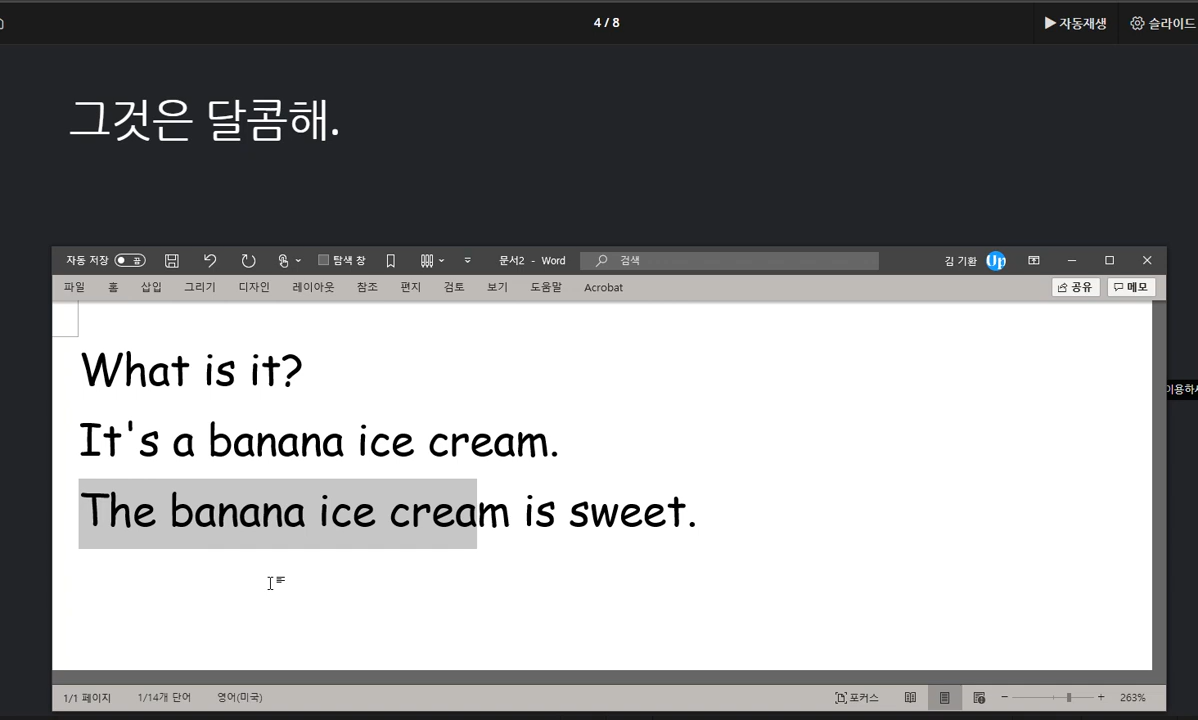 4 / 8
▶ 자동재생
슬라이드
그것은 달콤해.
자동 저장
끔
탐색 창
문서2 - Word
검색
김 기환
Up
파일 홈 삽입 그리기 디자인 레이아웃 참조 편지 검토 보기 도움말 Acrobat
공유
메모
What is it?
It's a banana ice cream.
The banana ice cream is sweet.
이용하
1/1 페이지
1/14개 단어
영어(미국)
포커스
263%